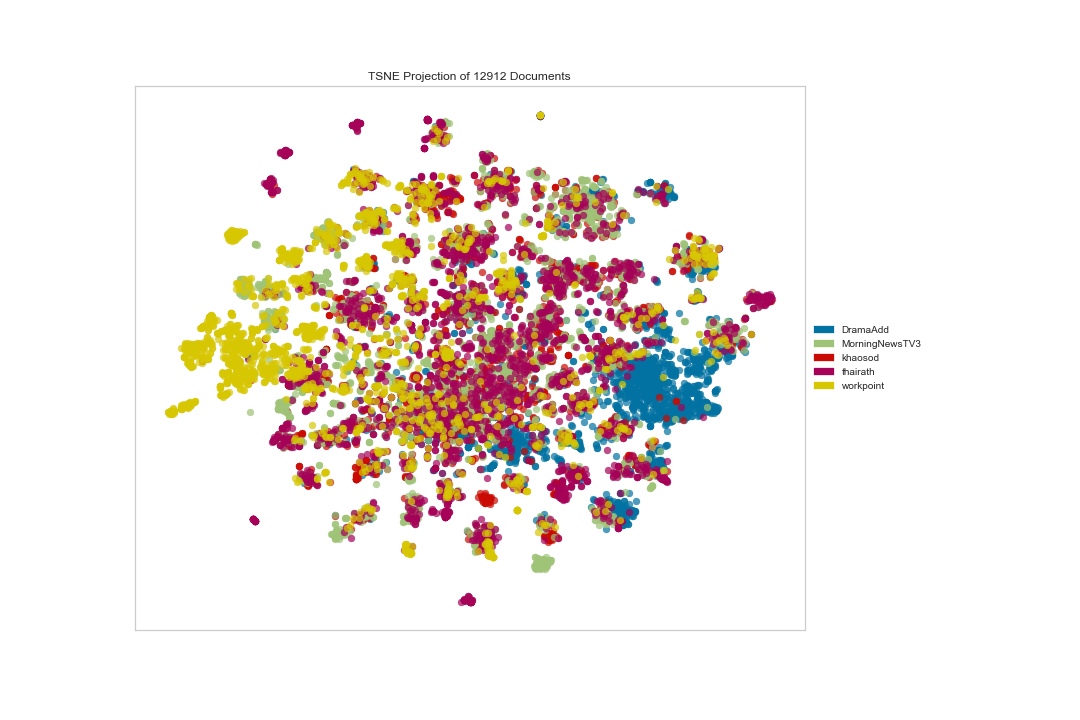 TSNE Projection of 12912 Documents
DramaAdd
MorningNewsTV3
khaosod
thairath
workpoint